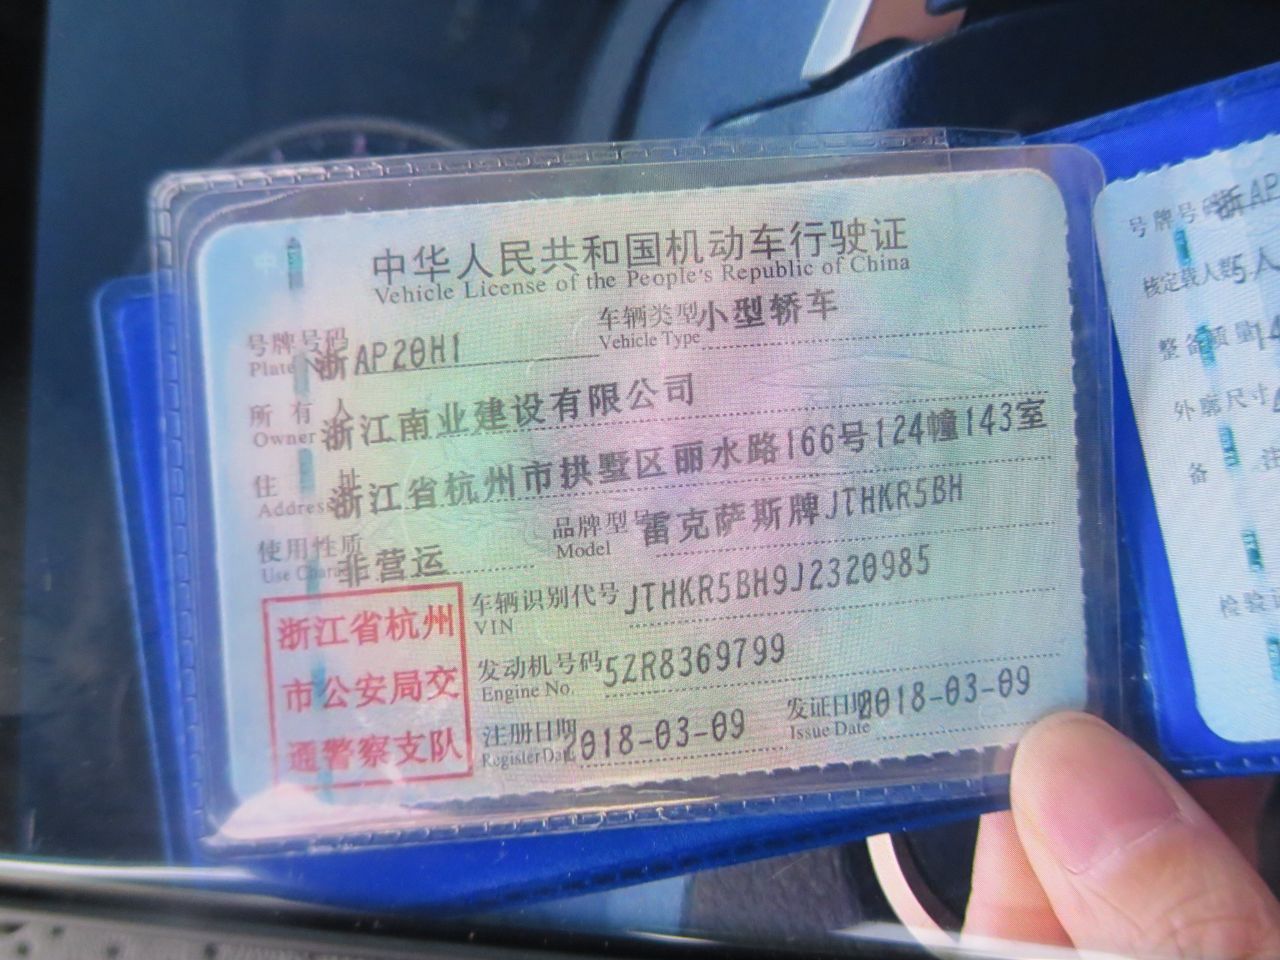 中华人民共和国机动车行驶证
Vehicle License of the People's Republic of China
号牌号码 浙AP20H1 车辆类型 小型轿车
Plate Vehicle Type
所有人 浙江南业建设有限公司
Owner
住址 浙江省杭州市拱墅区丽水路166号124幢143室
Address
使用性质 非营运 品牌型号 雷克萨斯牌JTHKR5BH
Use Model
浙江省杭州
市公安局交
通警察支队
车辆识别代号 JTHKR5BH9J2320985
VIN
发动机号码 5ZR8369799
Engine No.
注册日期 2018-03-09 发证日期 2018-03-09
Register Date Issue Date
号牌号码 浙AP
核定载人数 5人
整备质量
外廓尺寸
备注
检验